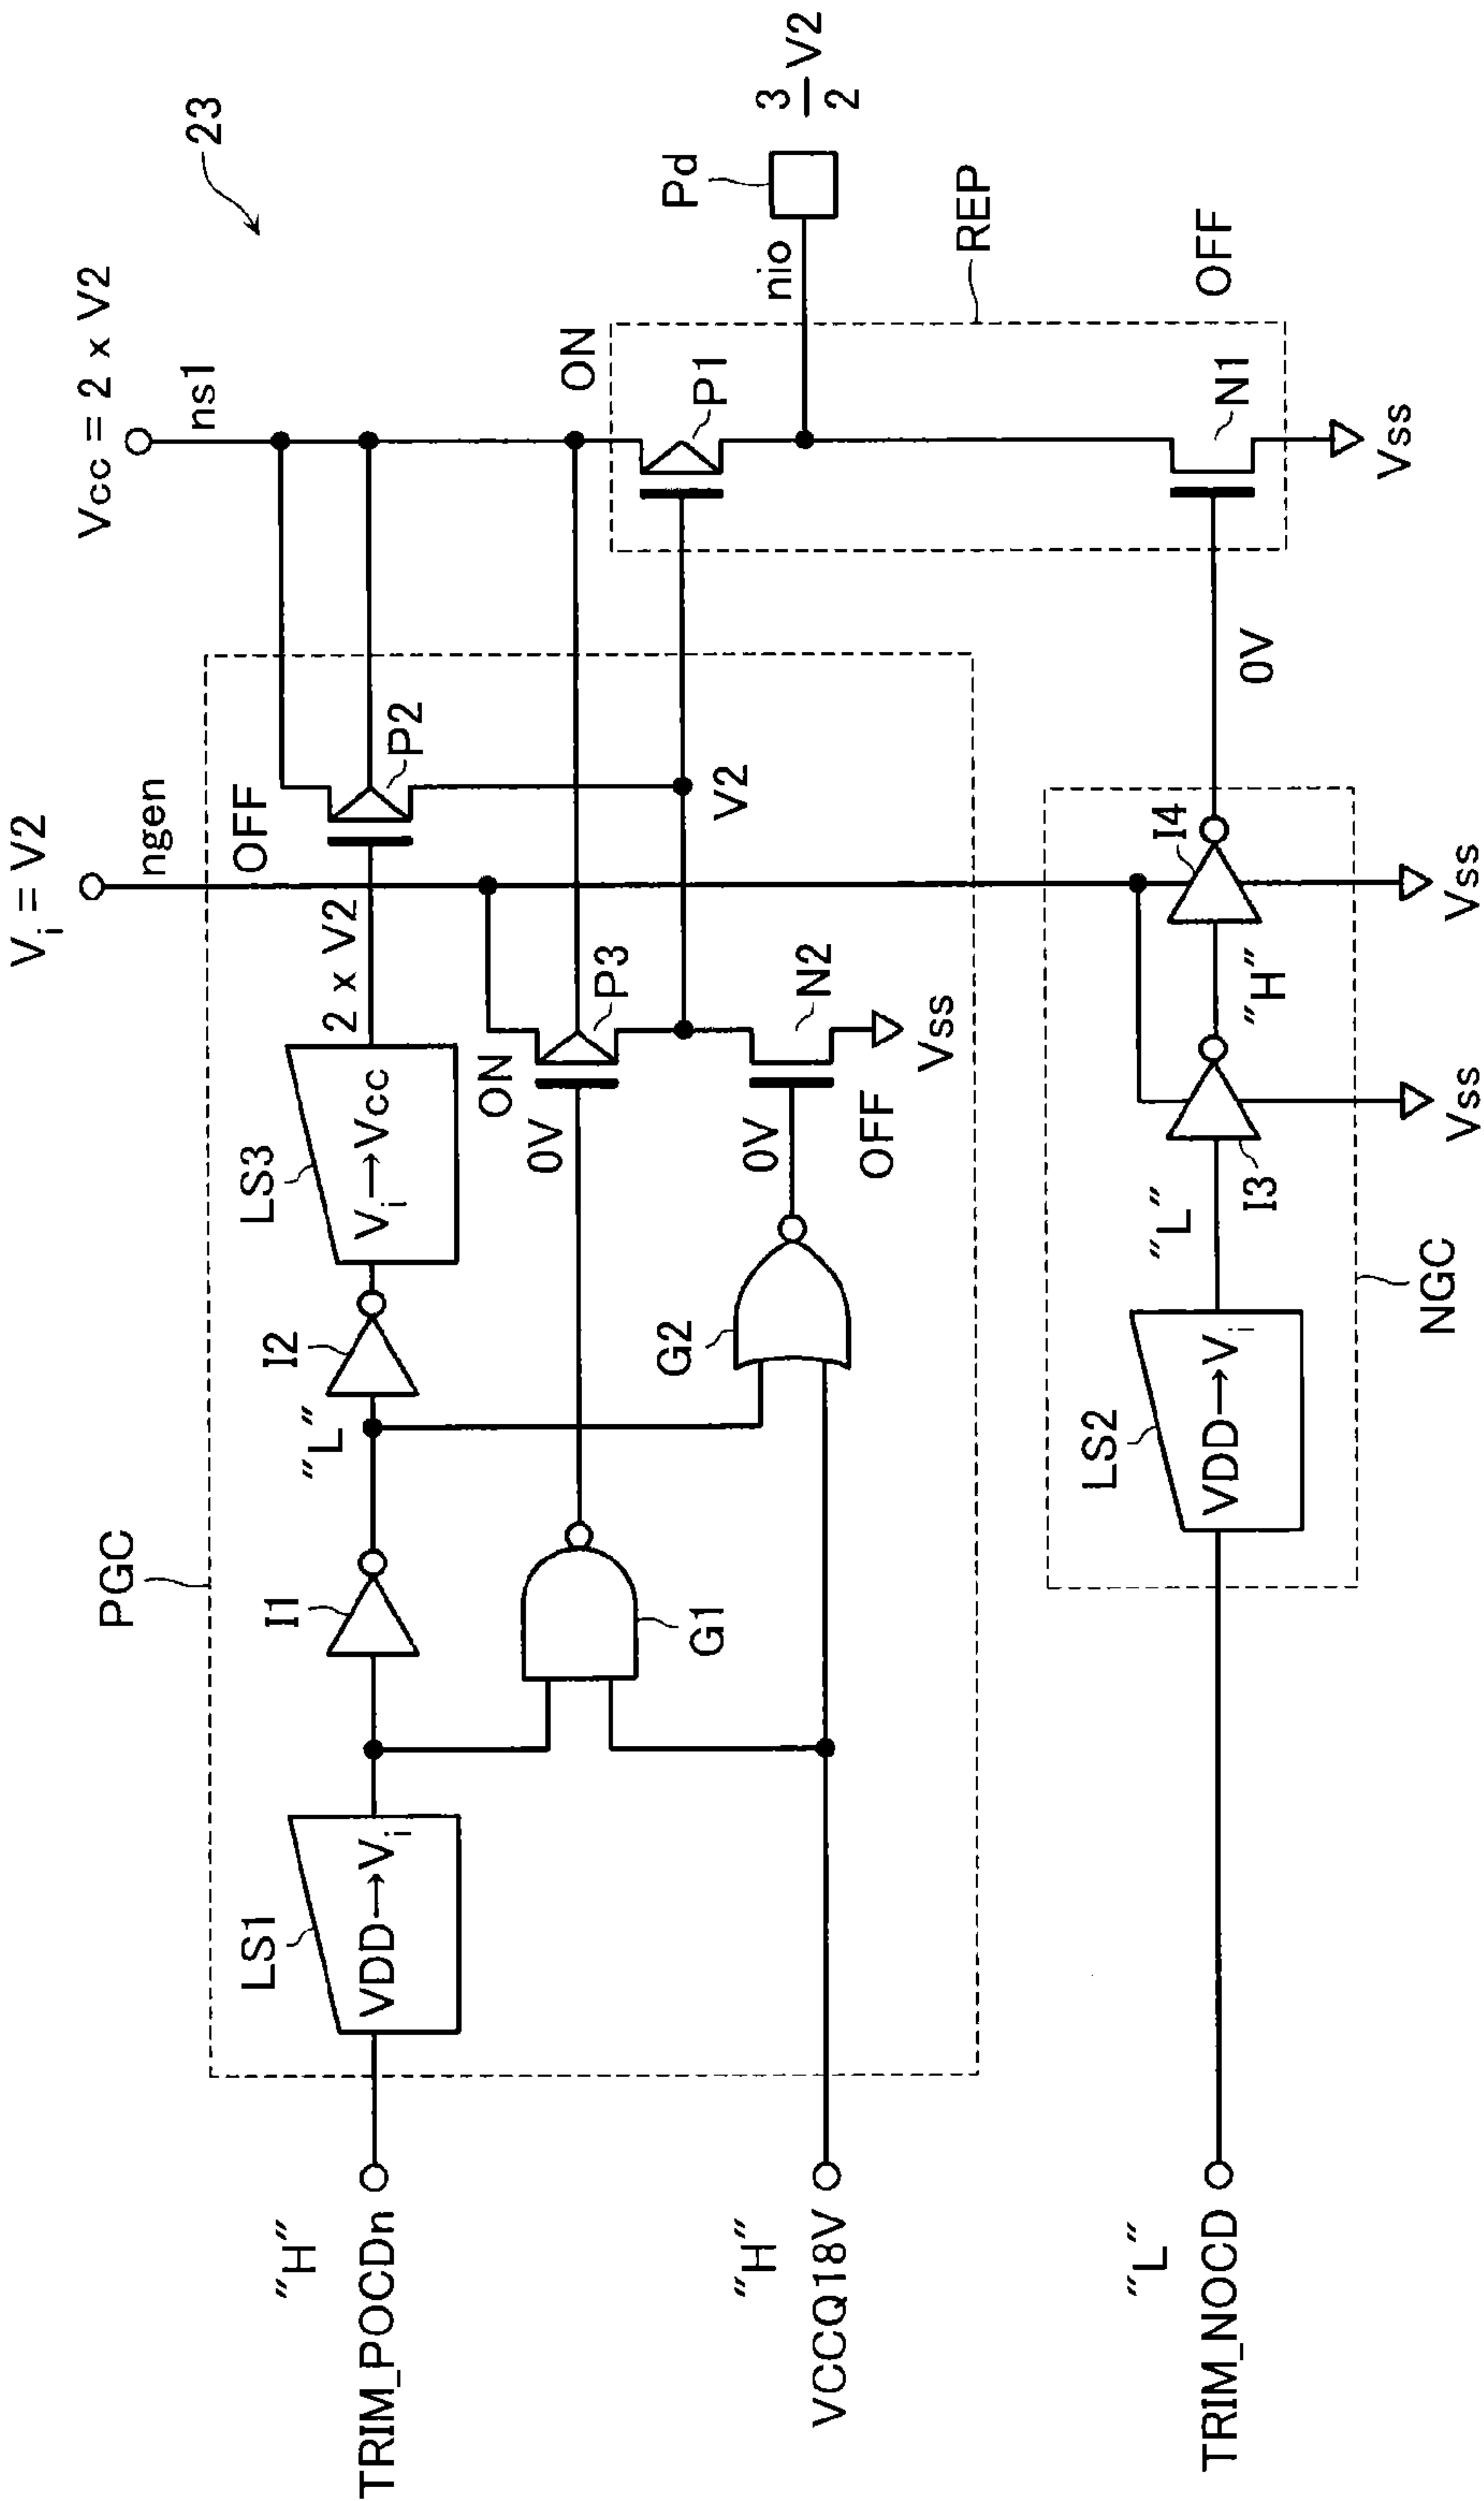 23
Vcc = 2 x V2
ns1
Vi = V2
ngen
PGC
OFF
P2
2 x V2
LS3
Vi→Vcc
I2
"L"
I1
LS1
VDD→Vi
"H"
TRIM_POCDn
ON
P3
0V
G1
ON
P1
V2
nio
Pd
3
2
V2
N2
0V
OFF
Vss
G2
"H"
VCCQ18V
REP
OFF
N1
Vss
0V
I4
"H"
Vss
I3
"L"
Vss
LS2
VDD→Vi
NGC
"L"
TRIM_NOCD